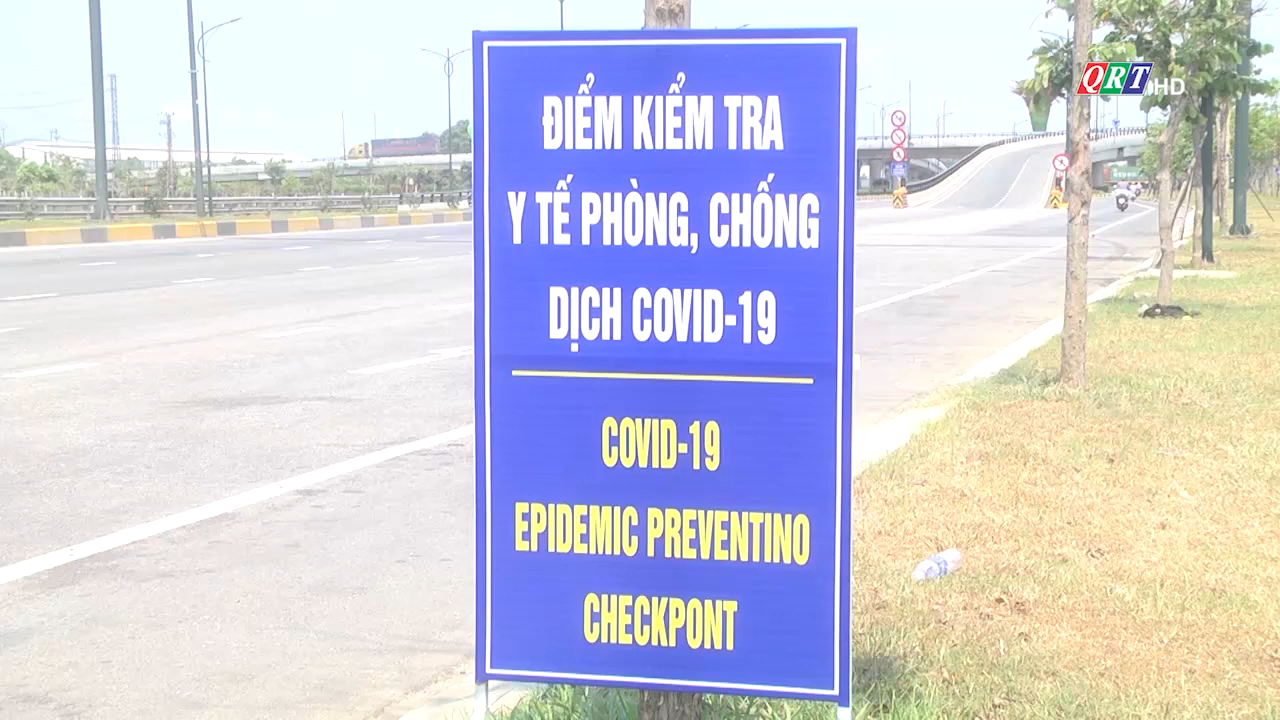 QRT HD
ĐIỂM KIỂM TRA
Y TẾ PHÒNG, CHỐNG
DỊCH COVID-19
COVID-19
EPIDEMIC PREVENTINO
CHECKPONT